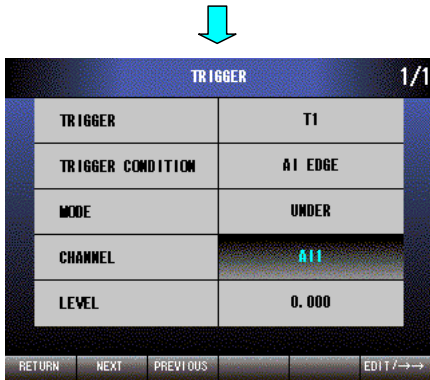 TRIGGER 1/1
TRIGGER T1
TRIGGER CONDITION AI EDGE
MODE UNDER
CHANNEL AI1
LEVEL 0.000
RETURN NEXT PREVIOUS EDIT/→→